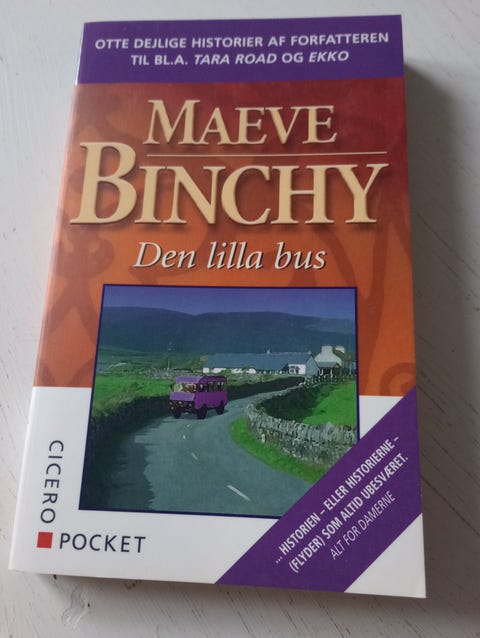 OTTE DEJLIGE HISTORIER AF FORFATTEREN
TIL BL.A. TARA ROAD OG EKKO
MAEVE
BINCHY
Den lilla bus
... HISTORIEN – ELLER HISTORIERNE –
(FLYDER) SOM ALTID UBESVÆRET.
ALT FOR DAMERNE
CICERO
POCKET